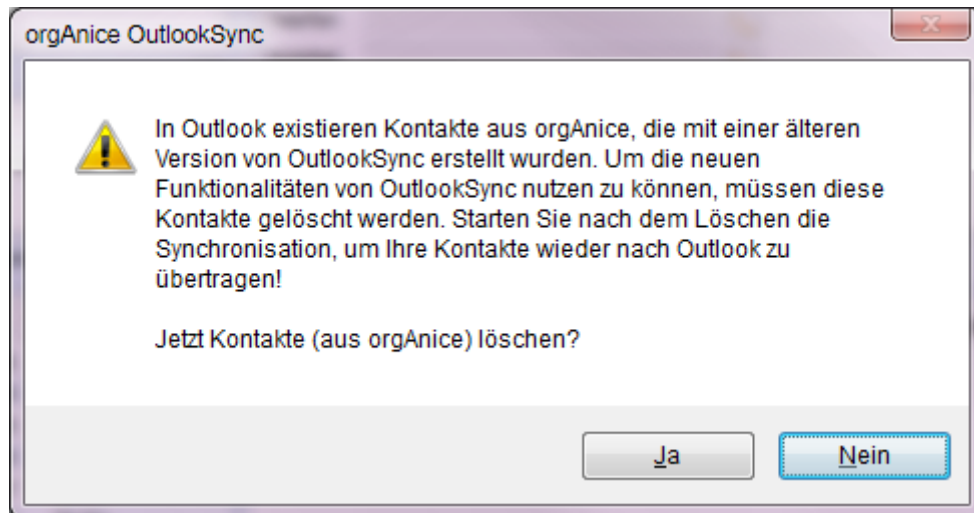 orgAnice OutlookSync
In Outlook existieren Kontakte aus orgAnice, die mit einer älteren
Version von OutlookSync erstellt wurden. Um die neuen
Funktionalitäten von OutlookSync nutzen zu können, müssen diese
Kontakte gelöscht werden. Starten Sie nach dem Löschen die
Synchronisation, um Ihre Kontakte wieder nach Outlook zu
übertragen!
Jetzt Kontakte (aus orgAnice) löschen?
Ja
Nein